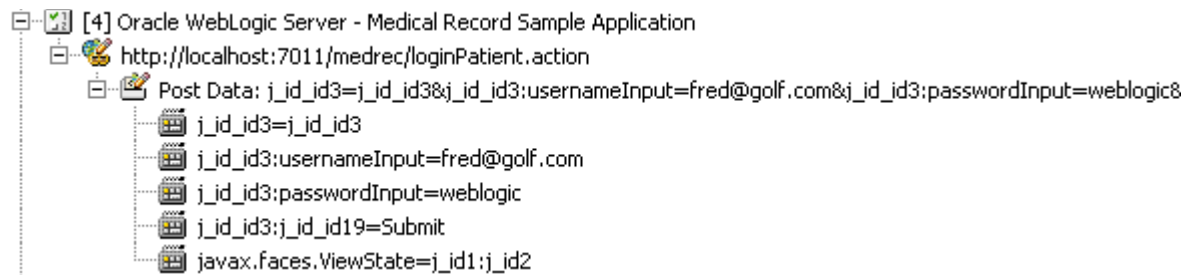 [4] Oracle WebLogic Server - Medical Record Sample Application
http://localhost:7011/medrec/loginPatient.action
Post Data: j_id_id3=j_id_id3&j_id_id3:usernameInput=fred@golf.com&j_id_id3:passwordInput=weblogic&
j_id_id3=j_id_id3
j_id_id3:usernameInput=fred@golf.com
j_id_id3:passwordInput=weblogic
j_id_id3:j_id_id19=Submit
javax.faces.ViewState=j_id1:j_id2